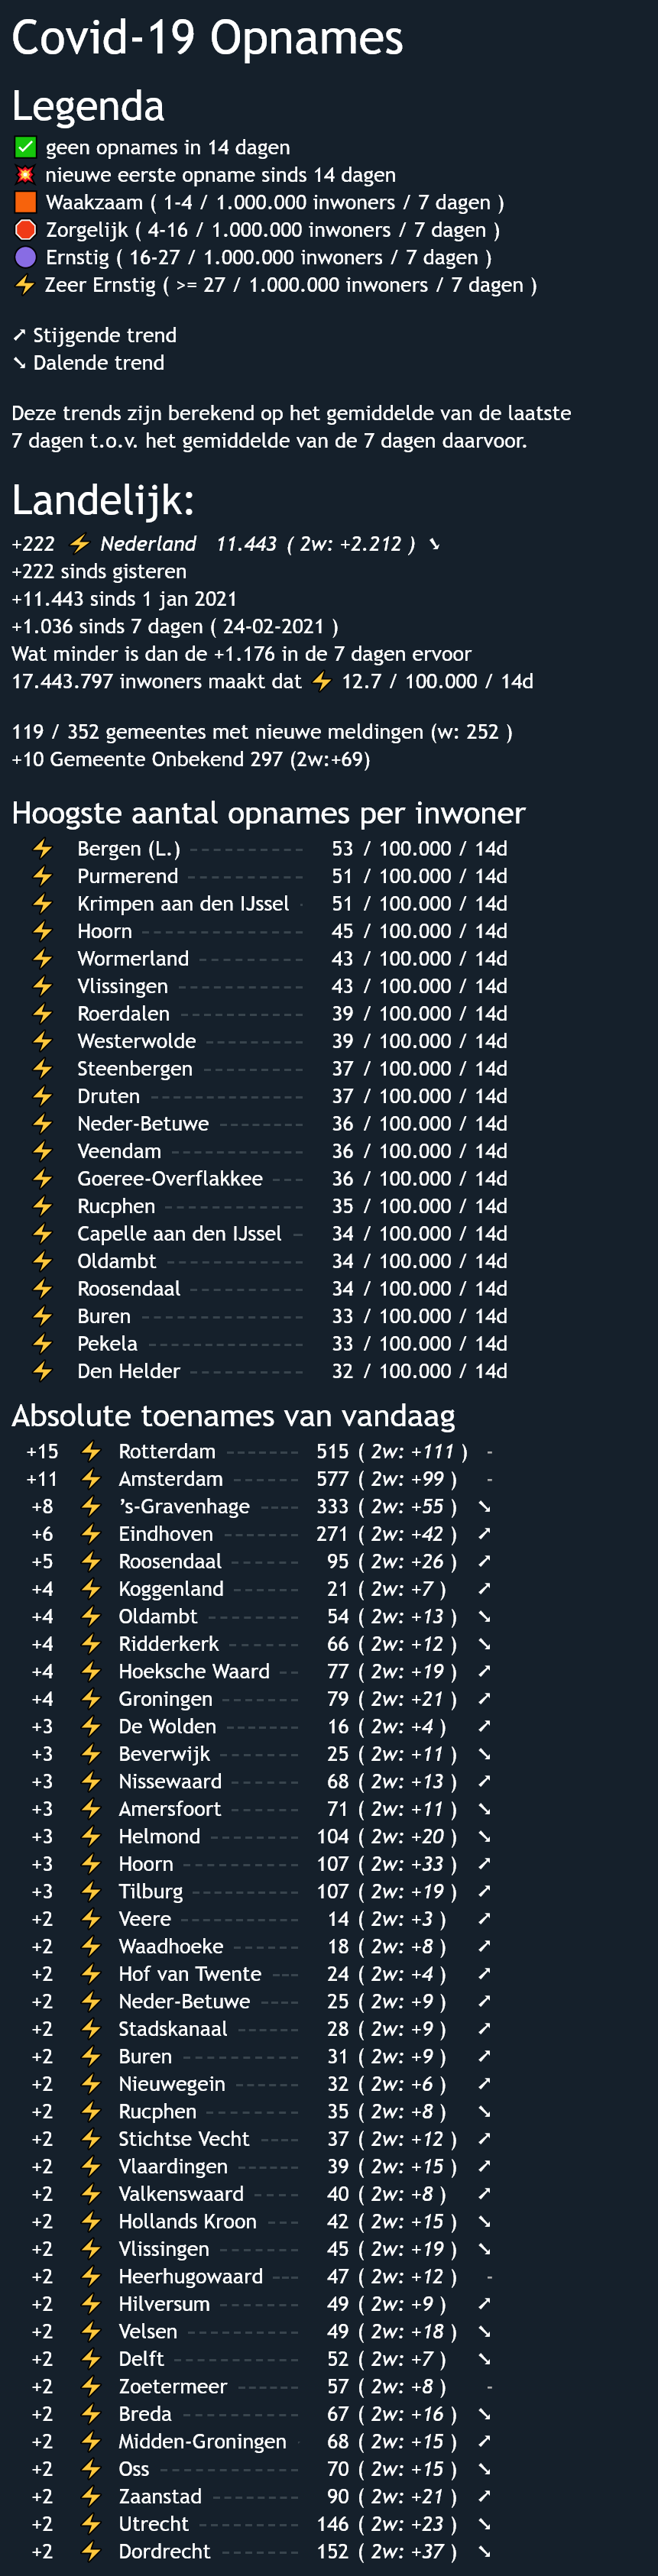 Covid-19 Opnames
Legenda
✅ geen opnames in 14 dagen
💥 nieuwe eerste opname sinds 14 dagen
🟧 Waakzaam ( 1-4 / 1.000.000 inwoners / 7 dagen )
🛑 Zorgelijk ( 4-16 / 1.000.000 inwoners / 7 dagen )
🟣 Ernstig ( 16-27 / 1.000.000 inwoners / 7 dagen )
⚡ Zeer Ernstig ( >= 27 / 1.000.000 inwoners / 7 dagen )
➚ Stijgende trend
➘ Dalende trend
Deze trends zijn berekend op het gemiddelde van de laatste
7 dagen t.o.v. het gemiddelde van de 7 dagen daarvoor.
Landelijk:
+222 ⚡ Nederland 11.443 ( 2w: +2.212 ) ➘
+222 sinds gisteren
+11.443 sinds 1 jan 2021
+1.036 sinds 7 dagen ( 24-02-2021 )
Wat minder is dan de +1.176 in de 7 dagen ervoor
17.443.797 inwoners maakt dat ⚡ 12.7 / 100.000 / 14d
119 / 352 gemeentes met nieuwe meldingen (w: 252 )
+10 Gemeente Onbekend 297 (2w:+69)
Hoogste aantal opnames per inwoner
⚡ Bergen (L.) 53 / 100.000 / 14d
⚡ Purmerend 51 / 100.000 / 14d
⚡ Krimpen aan den IJssel 51 / 100.000 / 14d
⚡ Hoorn 45 / 100.000 / 14d
⚡ Wormerland 43 / 100.000 / 14d
⚡ Vlissingen 43 / 100.000 / 14d
⚡ Roerdalen 39 / 100.000 / 14d
⚡ Westerwolde 39 / 100.000 / 14d
⚡ Steenbergen 37 / 100.000 / 14d
⚡ Druten 37 / 100.000 / 14d
⚡ Neder-Betuwe 36 / 100.000 / 14d
⚡ Veendam 36 / 100.000 / 14d
⚡ Goeree-Overflakkee 36 / 100.000 / 14d
⚡ Rucphen 35 / 100.000 / 14d
⚡ Capelle aan den IJssel 34 / 100.000 / 14d
⚡ Oldambt 34 / 100.000 / 14d
⚡ Roosendaal 34 / 100.000 / 14d
⚡ Buren 33 / 100.000 / 14d
⚡ Pekela 33 / 100.000 / 14d
⚡ Den Helder 32 / 100.000 / 14d
Absolute toenames van vandaag
+15 ⚡ Rotterdam 515 ( 2w: +111 ) -
+11 ⚡ Amsterdam 577 ( 2w: +99 ) -
+8 ⚡ 's-Gravenhage 333 ( 2w: +55 ) ➘
+6 ⚡ Eindhoven 271 ( 2w: +42 ) ➚
+5 ⚡ Roosendaal 95 ( 2w: +26 ) ➚
+4 ⚡ Koggenland 21 ( 2w: +7 ) ➚
+4 ⚡ Oldambt 54 ( 2w: +13 ) ➘
+4 ⚡ Ridderkerk 66 ( 2w: +12 ) ➘
+4 ⚡ Hoeksche Waard 77 ( 2w: +19 ) ➚
+4 ⚡ Groningen 79 ( 2w: +21 ) ➚
+3 ⚡ De Wolden 16 ( 2w: +4 ) ➚
+3 ⚡ Beverwijk 25 ( 2w: +11 ) ➘
+3 ⚡ Nissewaard 68 ( 2w: +13 ) ➚
+3 ⚡ Amersfoort 71 ( 2w: +11 ) ➘
+3 ⚡ Helmond 104 ( 2w: +20 ) ➘
+3 ⚡ Hoorn 107 ( 2w: +33 ) ➚
+3 ⚡ Tilburg 107 ( 2w: +19 ) ➚
+2 ⚡ Veere 14 ( 2w: +3 ) ➚
+2 ⚡ Waadhoeke 18 ( 2w: +8 ) ➚
+2 ⚡ Hof van Twente 24 ( 2w: +4 ) ➚
+2 ⚡ Neder-Betuwe 25 ( 2w: +9 ) ➚
+2 ⚡ Stadskanaal 28 ( 2w: +9 ) ➚
+2 ⚡ Buren 31 ( 2w: +9 ) ➚
+2 ⚡ Nieuwegein 32 ( 2w: +6 ) ➚
+2 ⚡ Rucphen 35 ( 2w: +8 ) ➘
+2 ⚡ Stichtse Vecht 37 ( 2w: +12 ) ➚
+2 ⚡ Vlaardingen 39 ( 2w: +15 ) ➚
+2 ⚡ Valkenswaard 40 ( 2w: +8 ) ➚
+2 ⚡ Hollands Kroon 42 ( 2w: +15 ) ➘
+2 ⚡ Vlissingen 45 ( 2w: +19 ) ➘
+2 ⚡ Heerhugowaard 47 ( 2w: +12 ) -
+2 ⚡ Hilversum 49 ( 2w: +9 ) ➚
+2 ⚡ Velsen 49 ( 2w: +18 ) ➘
+2 ⚡ Delft 52 ( 2w: +7 ) ➘
+2 ⚡ Zoetermeer 57 ( 2w: +8 ) -
+2 ⚡ Breda 67 ( 2w: +16 ) ➘
+2 ⚡ Midden-Groningen 68 ( 2w: +15 ) ➚
+2 ⚡ Oss 70 ( 2w: +15 ) ➘
+2 ⚡ Zaanstad 90 ( 2w: +21 ) ➚
+2 ⚡ Utrecht 146 ( 2w: +23 ) ➘
+2 ⚡ Dordrecht 152 ( 2w: +37 ) ➘